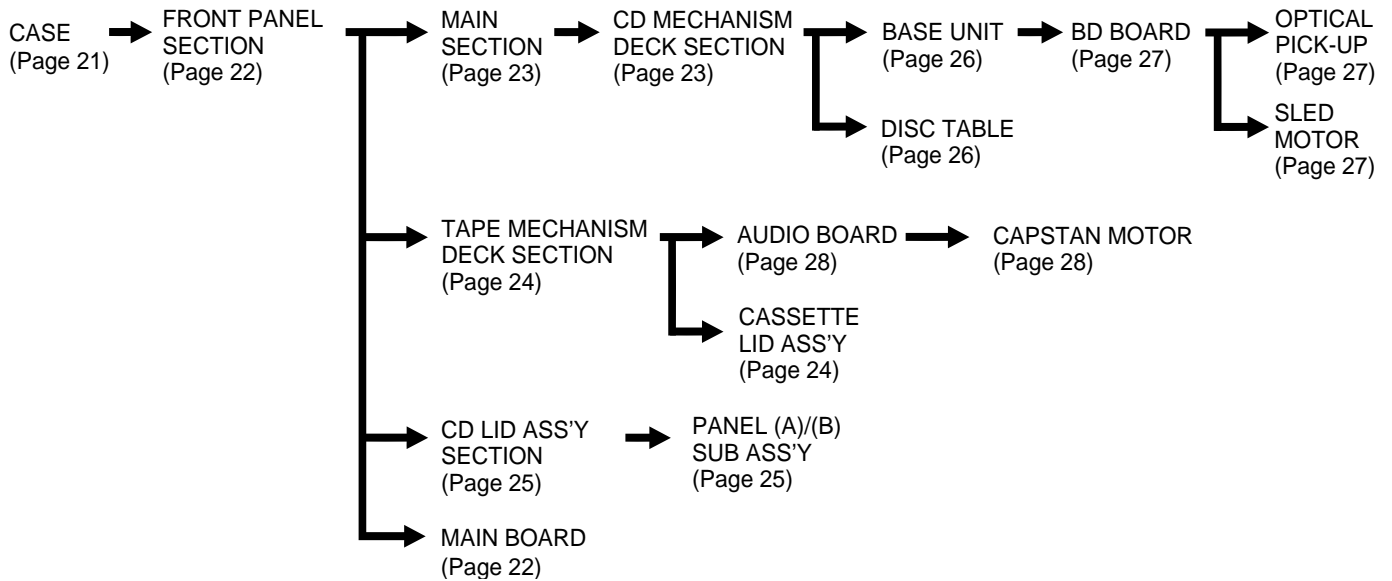 CASE
(Page 21)
FRONT PANEL
SECTION
(Page 22)
MAIN
SECTION
(Page 23)
CD MECHANISM
DECK SECTION
(Page 23)
BASE UNIT
(Page 26)
BD BOARD
(Page 27)
OPTICAL
PICK-UP
(Page 27)
DISC TABLE
(Page 26)
SLED
MOTOR
(Page 27)
TAPE MECHANISM
DECK SECTION
(Page 24)
AUDIO BOARD
(Page 28)
CAPSTAN MOTOR
(Page 28)
CASSETTE
LID ASS'Y
(Page 24)
CD LID ASS'Y
SECTION
(Page 25)
PANEL (A)/(B)
SUB ASS'Y
(Page 25)
MAIN BOARD
(Page 22)